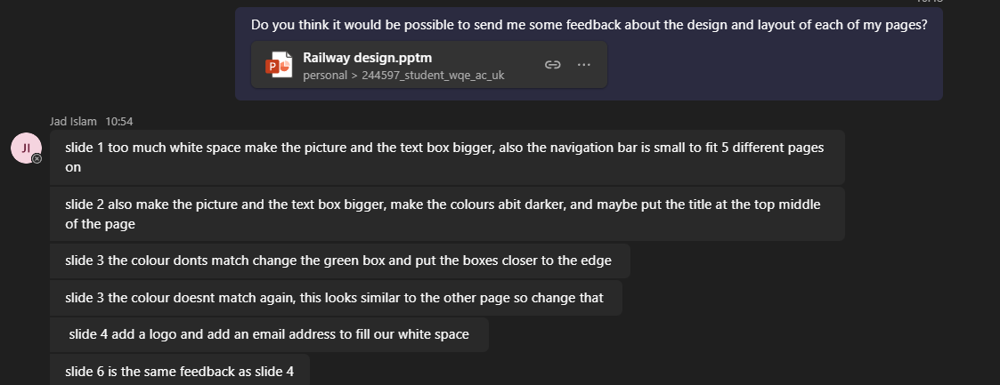 Do you think it would be possible to send me some feedback about the design and layout of each of my pages?
Railway design.pptm
personal > 244597_student_wqe_ac_uk
Jad Islam 10:54
JI
slide 1 too much white space make the picture and the text box bigger, also the navigation bar is small to fit 5 different pages
on
slide 2 also make the picture and the text box bigger, make the colours abit darker, and maybe put the title at the top middle
of the page
slide 3 the colour donts match change the green box and put the boxes closer to the edge
slide 3 the colour doesnt match again, this looks similar to the other page so change that
slide 4 add a logo and add an email address to fill our white space
slide 6 is the same feedback as slide 4